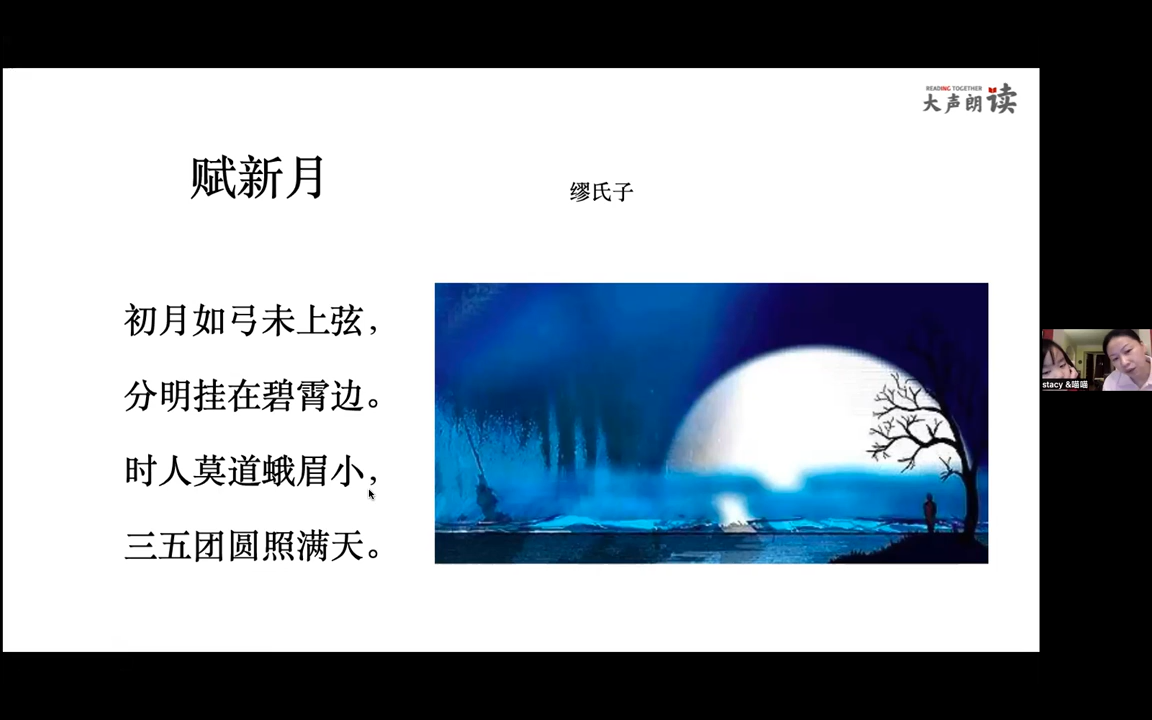 READING TOGETHER
大声朗读
赋新月
缪氏子
初月如弓未上弦，
分明挂在碧霄边。
时人莫道蛾眉小，
三五团圆照满天。
stacy &喵喵